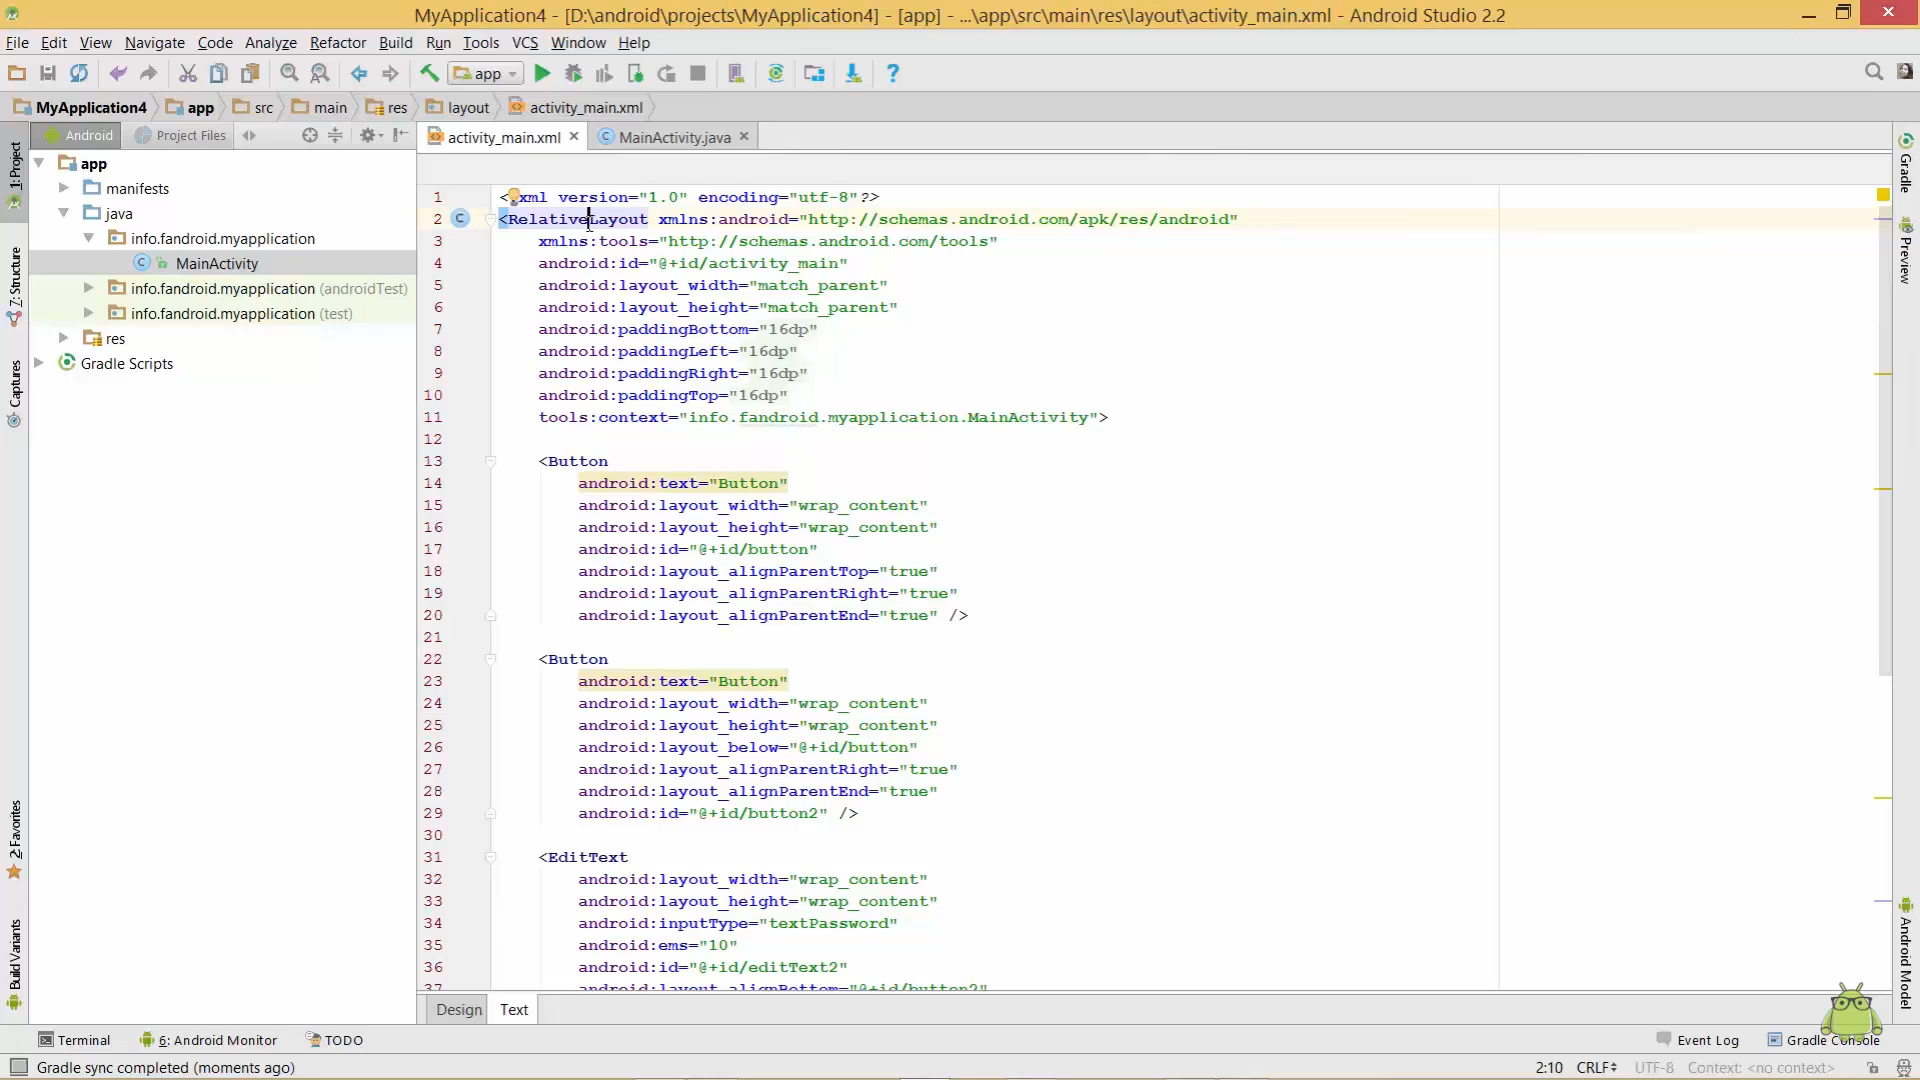 MyApplication4 - [D:\android\projects\MyApplication4] - [app] - ...\app\src\main\res\layout\activity_main.xml - Android Studio 2.2
File Edit View Navigate Code Analyze Refactor Build Run Tools VCS Window Help
app
MyApplication4 app src main res layout activity_main.xml
Android Project Files
activity_main.xml MainActivity.java
1: Project
7: Structure
Captures
2: Favorites
Build Variants
app
manifests
java
info.fandroid.myapplication
MainActivity
info.fandroid.myapplication (androidTest)
info.fandroid.myapplication (test)
res
Gradle Scripts
1 <?xml version="1.0" encoding="utf-8"?>
2 <RelativeLayout xmlns:android="http://schemas.android.com/apk/res/android"
3 xmlns:tools="http://schemas.android.com/tools"
4 android:id="@+id/activity_main"
5 android:layout_width="match_parent"
6 android:layout_height="match_parent"
7 android:paddingBottom="16dp"
8 android:paddingLeft="16dp"
9 android:paddingRight="16dp"
10 android:paddingTop="16dp"
11 tools:context="info.fandroid.myapplication.MainActivity">
12
13 <Button
14 android:text="Button"
15 android:layout_width="wrap_content"
16 android:layout_height="wrap_content"
17 android:id="@+id/button"
18 android:layout_alignParentTop="true"
19 android:layout_alignParentRight="true"
20 android:layout_alignParentEnd="true" />
21
22 <Button
23 android:text="Button"
24 android:layout_width="wrap_content"
25 android:layout_height="wrap_content"
26 android:layout_below="@+id/button"
27 android:layout_alignParentRight="true"
28 android:layout_alignParentEnd="true"
29 android:id="@+id/button2" />
30
31 <EditText
32 android:layout_width="wrap_content"
33 android:layout_height="wrap_content"
34 android:inputType="textPassword"
35 android:ems="10"
36 android:id="@+id/editText2"
37 android:layout_alignBottom="@+id/button2"
Design Text
Gradle
Preview
Android Model
Terminal 6: Android Monitor TODO Event Log Gradle Console
Gradle sync completed (moments ago) 2:10 CRLF UTF-8 Context: <no context>